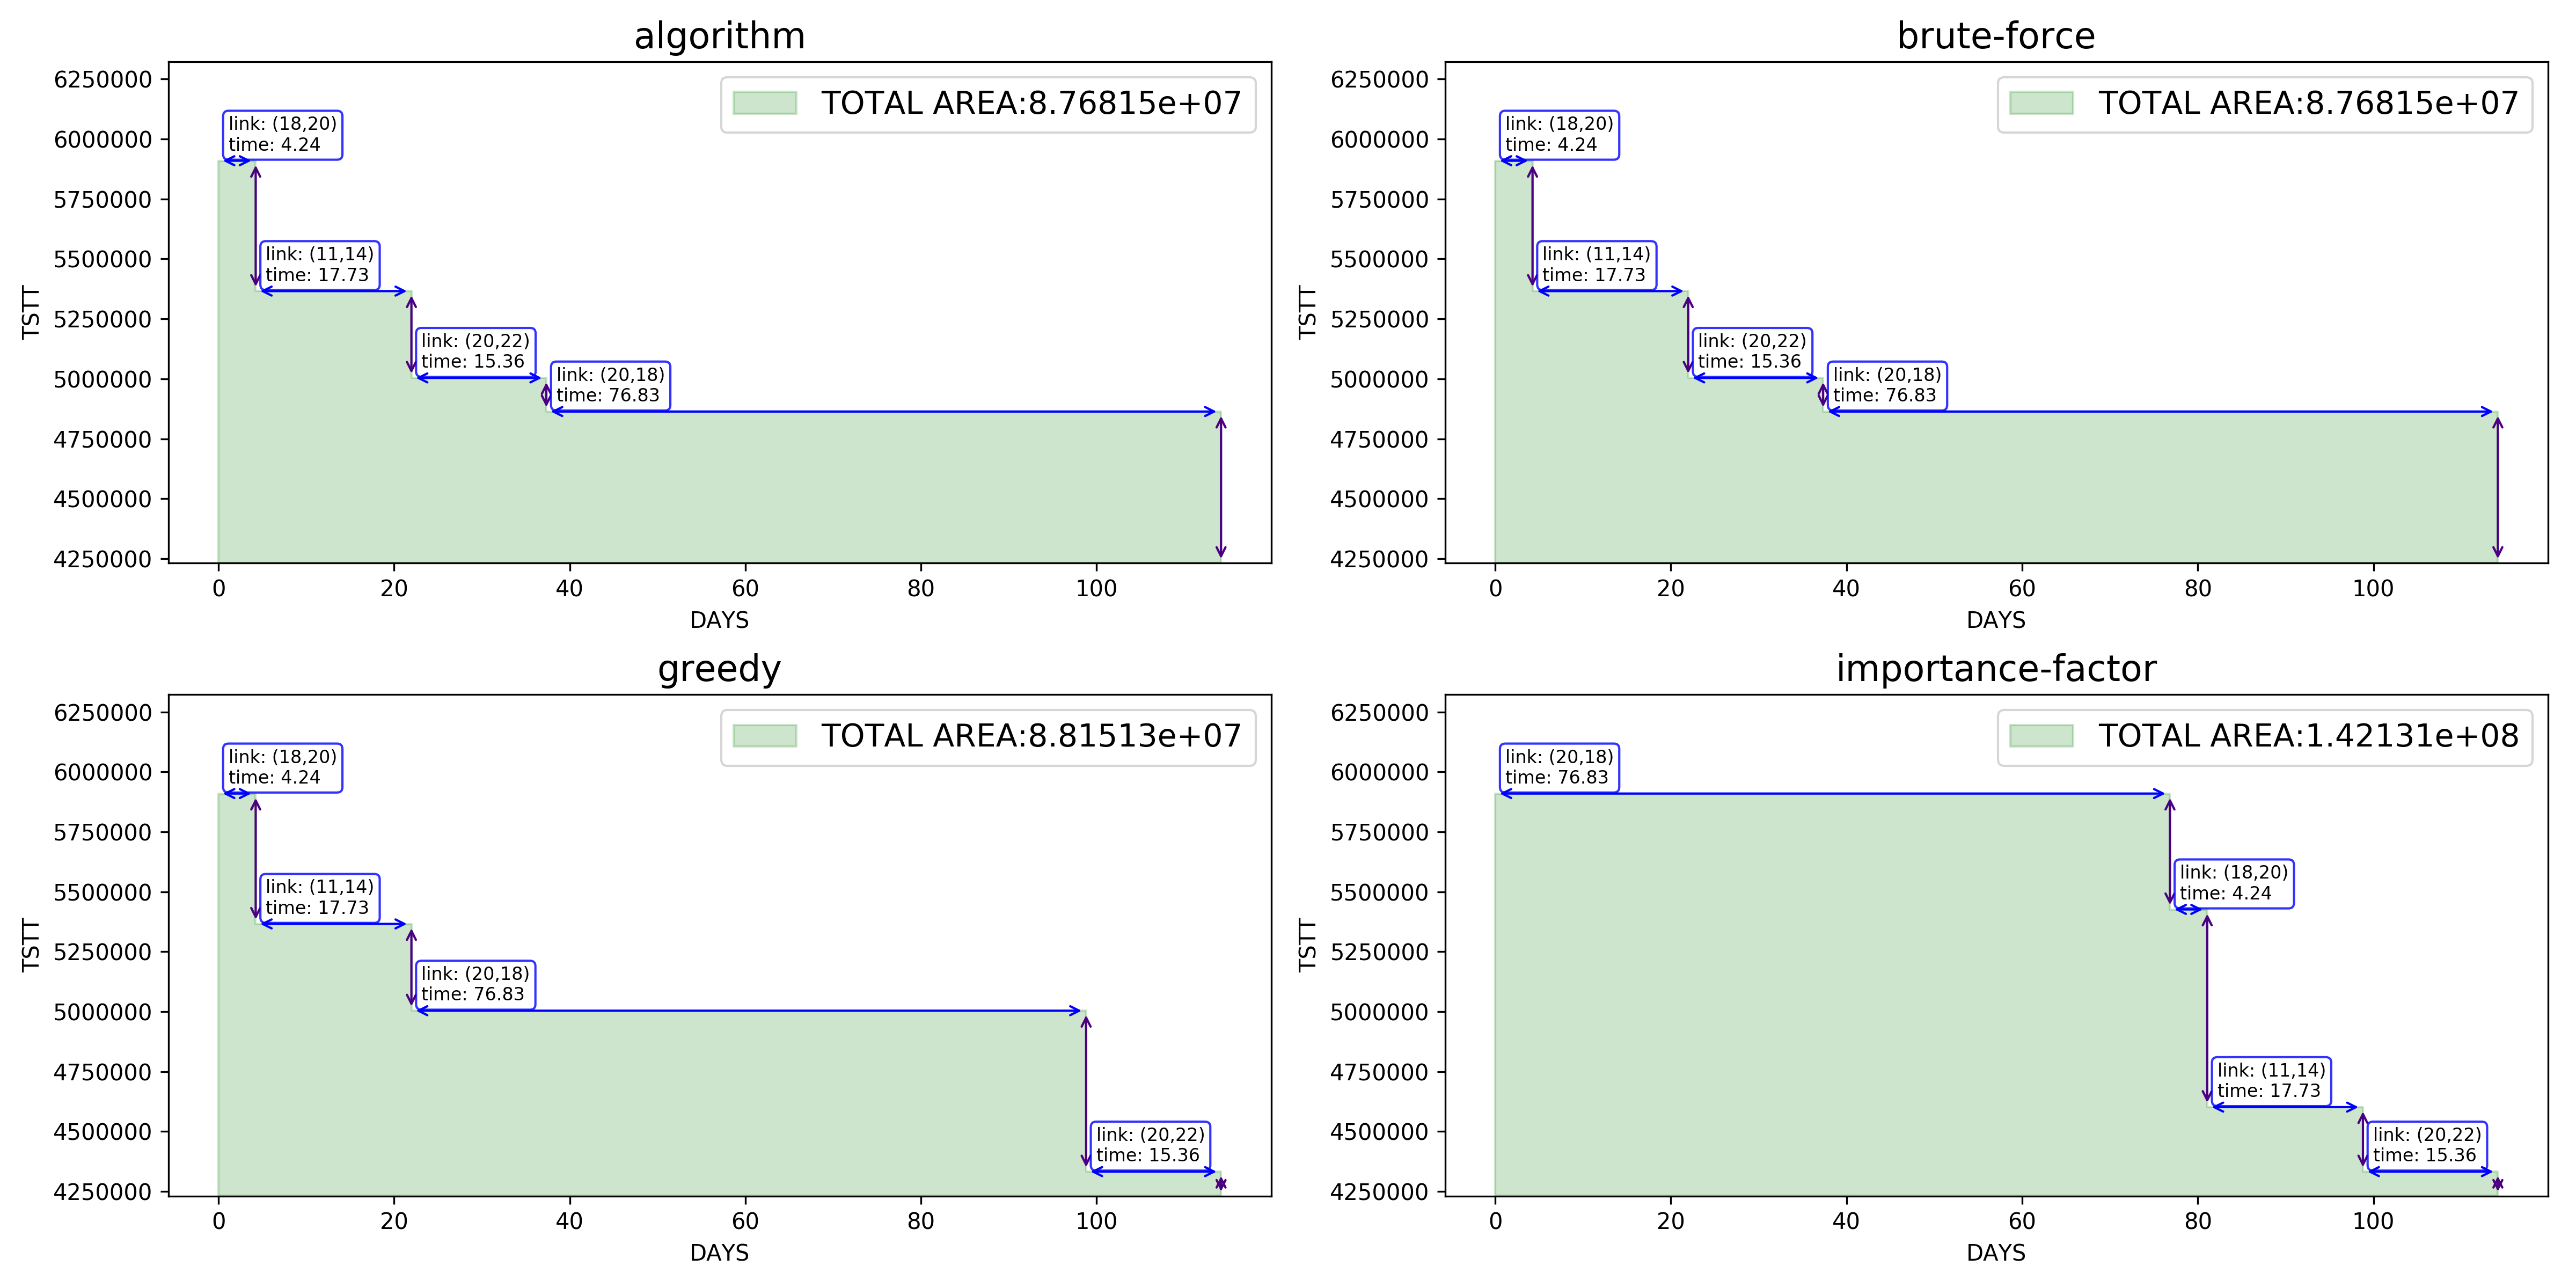 algorithm
TSTT
6250000
6000000
5750000
5500000
5250000
5000000
4750000
4500000
4250000
TOTAL AREA:8.76815e+07
link: (18,20)
time: 4.24
link: (11,14)
time: 17.73
link: (20,22)
time: 15.36
link: (20,18)
time: 76.83
0 20 40 60 80 100
DAYS
brute-force
TSTT
6250000
6000000
5750000
5500000
5250000
5000000
4750000
4500000
4250000
TOTAL AREA:8.76815e+07
link: (18,20)
time: 4.24
link: (11,14)
time: 17.73
link: (20,22)
time: 15.36
link: (20,18)
time: 76.83
0 20 40 60 80 100
DAYS
greedy
TSTT
6250000
6000000
5750000
5500000
5250000
5000000
4750000
4500000
4250000
TOTAL AREA:8.81513e+07
link: (18,20)
time: 4.24
link: (11,14)
time: 17.73
link: (20,18)
time: 76.83
link: (20,22)
time: 15.36
0 20 40 60 80 100
DAYS
importance-factor
TSTT
6250000
6000000
5750000
5500000
5250000
5000000
4750000
4500000
4250000
TOTAL AREA:1.42131e+08
link: (20,18)
time: 76.83
link: (18,20)
time: 4.24
link: (11,14)
time: 17.73
link: (20,22)
time: 15.36
0 20 40 60 80 100
DAYS